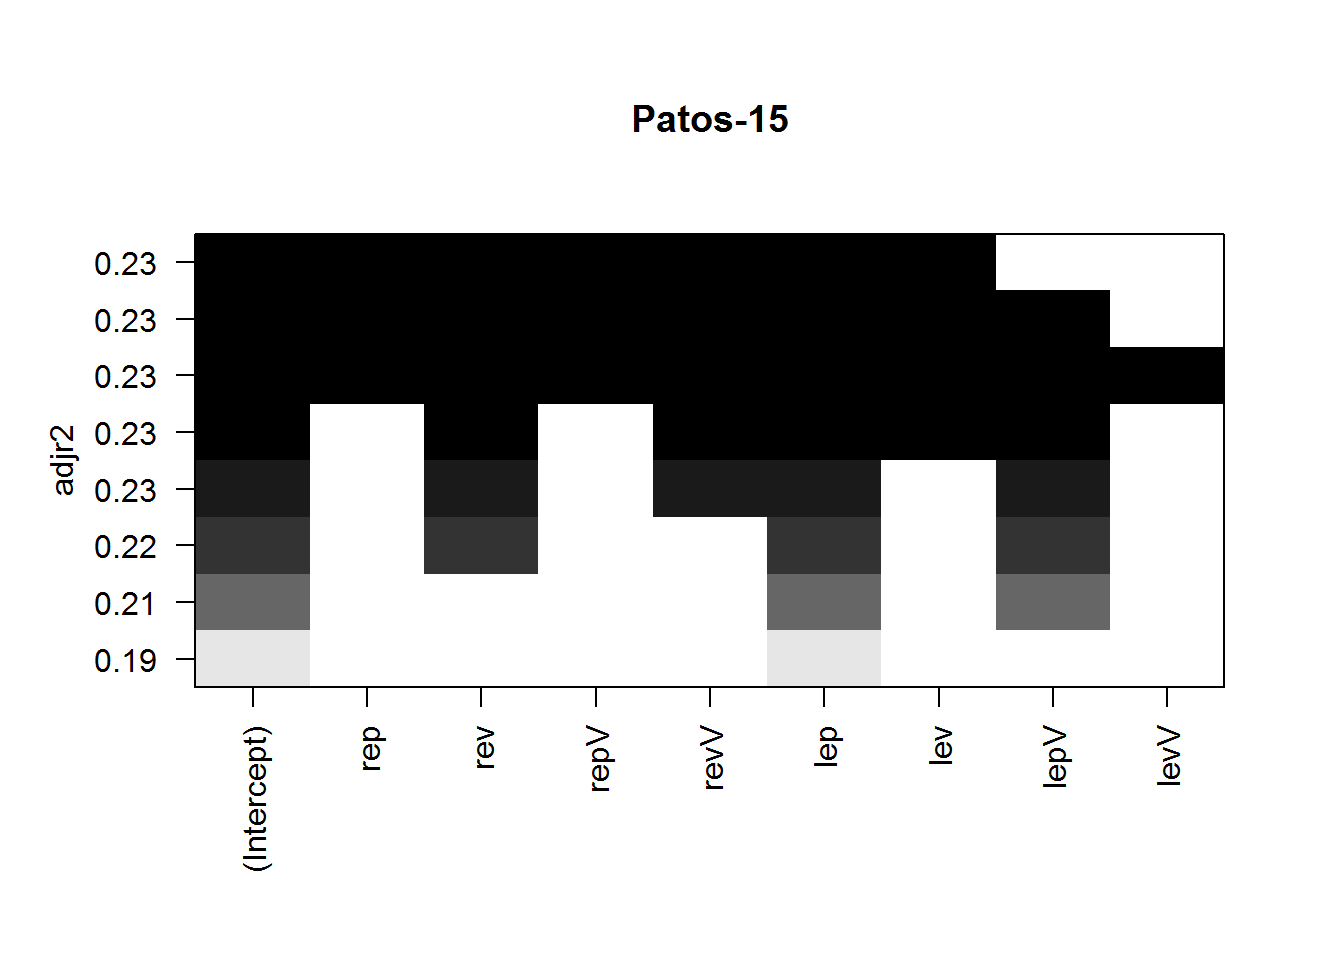 Patos-15
0.23
0.23
0.23
0.23
0.23
0.22
0.21
0.19
adjr2
(Intercept)
rep
rev
repV
revV
lep
lev
lepV
levV